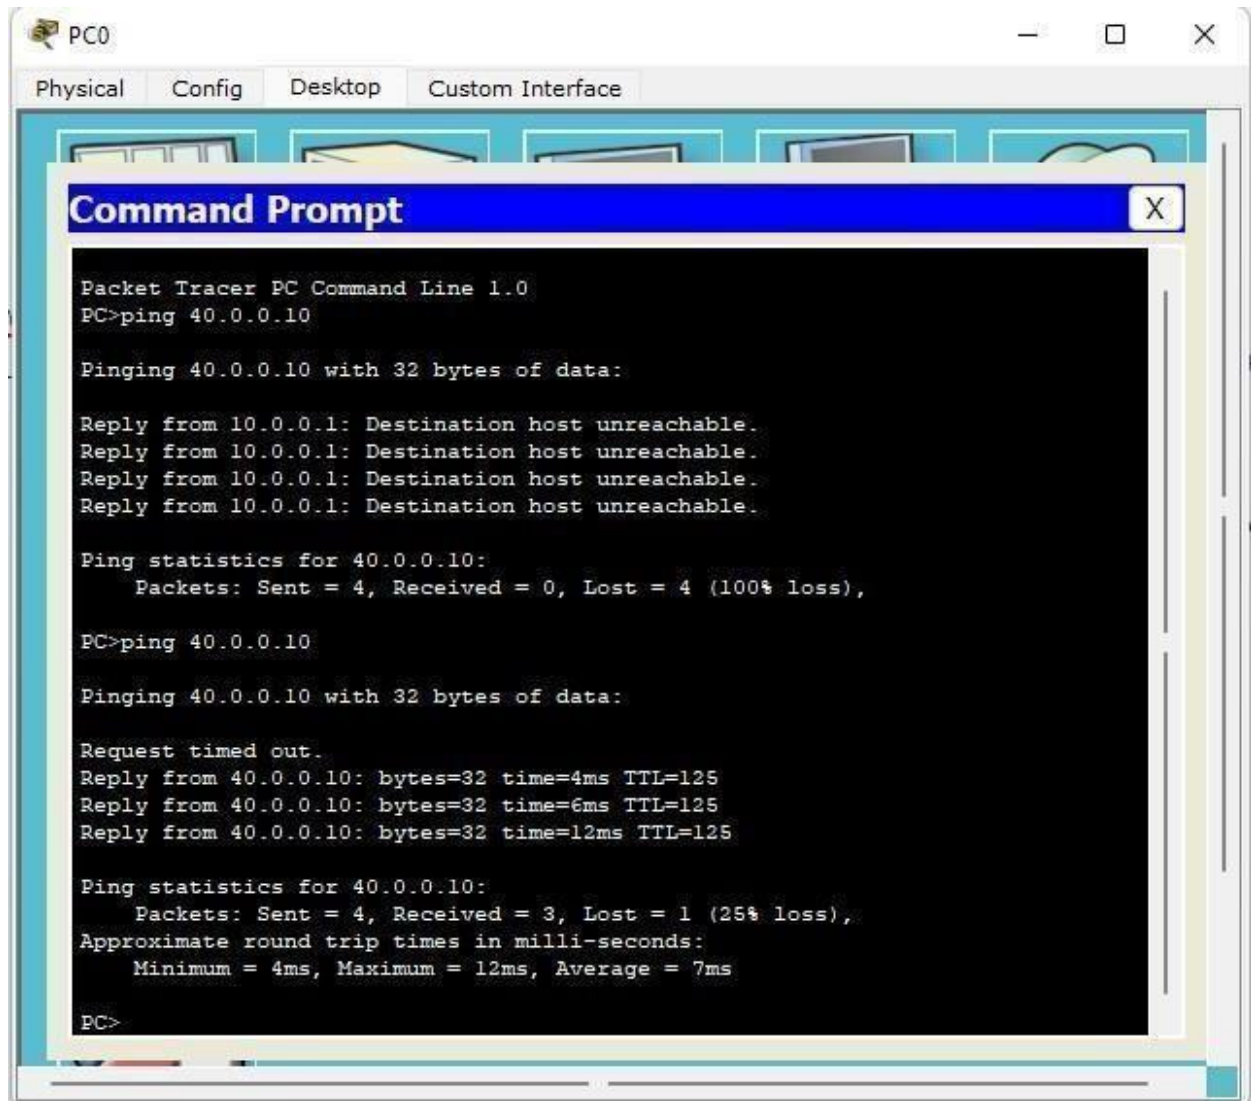 PC0
Physical Config Desktop Custom Interface
Command Prompt
X
Packet Tracer PC Command Line 1.0
PC>ping 40.0.0.10
Pinging 40.0.0.10 with 32 bytes of data:
Reply from 10.0.0.1: Destination host unreachable.
Reply from 10.0.0.1: Destination host unreachable.
Reply from 10.0.0.1: Destination host unreachable.
Reply from 10.0.0.1: Destination host unreachable.
Ping statistics for 40.0.0.10:
Packets: Sent = 4, Received = 0, Lost = 4 (100% loss),
PC>ping 40.0.0.10
Pinging 40.0.0.10 with 32 bytes of data:
Request timed out.
Reply from 40.0.0.10: bytes=32 time=4ms TTL=125
Reply from 40.0.0.10: bytes=32 time=6ms TTL=125
Reply from 40.0.0.10: bytes=32 time=12ms TTL=125
Ping statistics for 40.0.0.10:
Packets: Sent = 4, Received = 3, Lost = 1 (25% loss),
Approximate round trip times in milli-seconds:
Minimum = 4ms, Maximum = 12ms, Average = 7ms
PC>